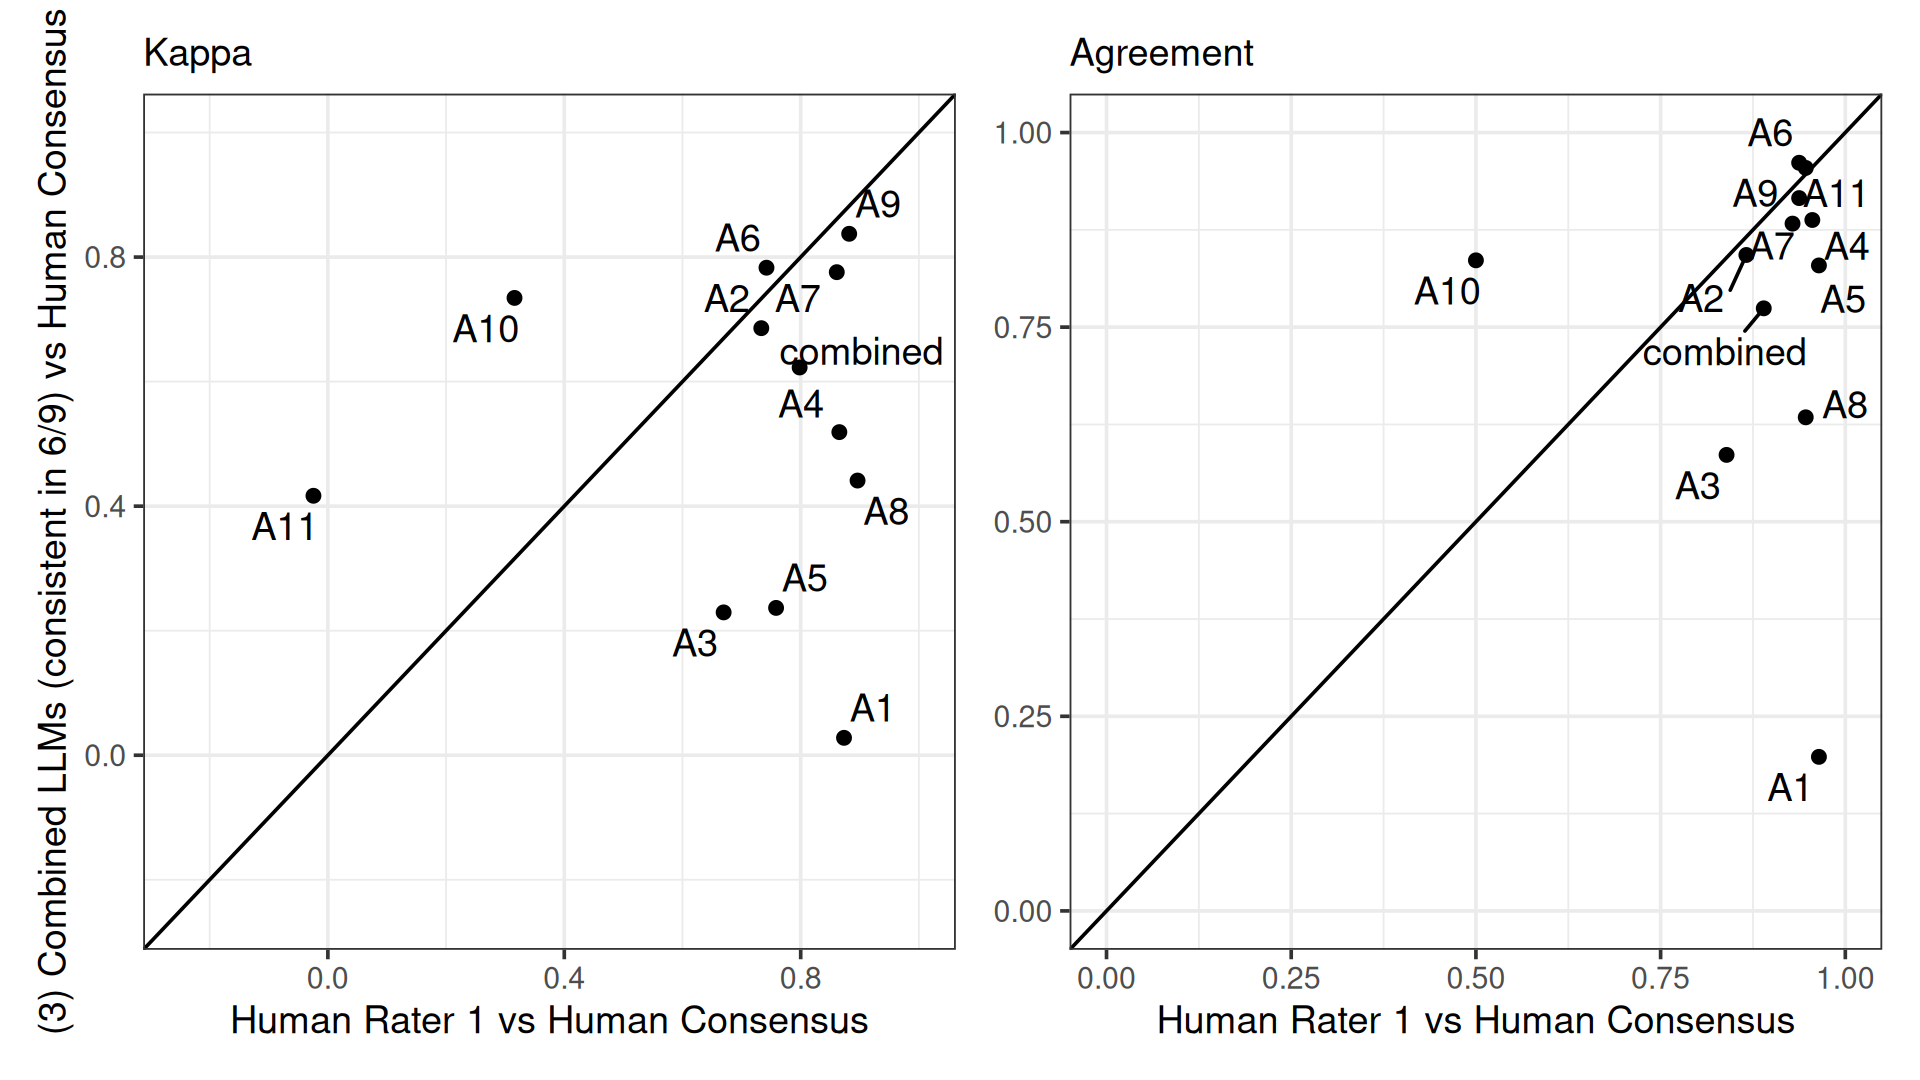 Kappa
Agreement
(3) Combined LLMs (consistent in 6/9) vs Human Consensus
0.8
0.4
0.0
A9
A6
A2
A7
A10
combined
A4
A11
A8
A5
A3
A1
0.0
0.4
0.8
Human Rater 1 vs Human Consensus
1.00
0.75
0.50
0.25
0.00
A6
A9
A11
A7
A4
A10
A2
A5
combined
A8
A3
A1
0.00
0.25
0.50
0.75
1.00
Human Rater 1 vs Human Consensus